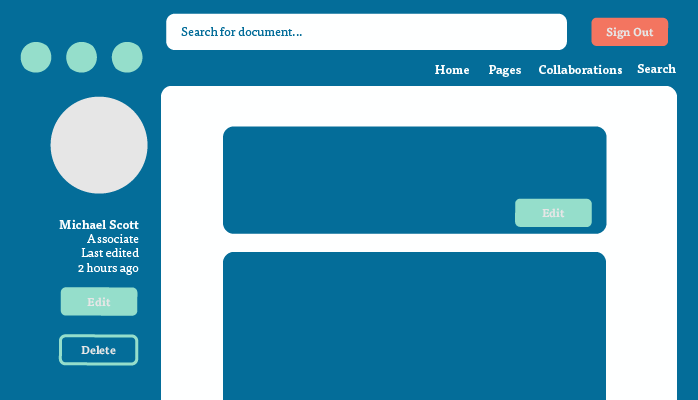 Search for document...
Sign Out
Home Pages Collaborations Search
Edit
Michael Scott
Associate
Last edited
2 hours ago
Edit
Delete